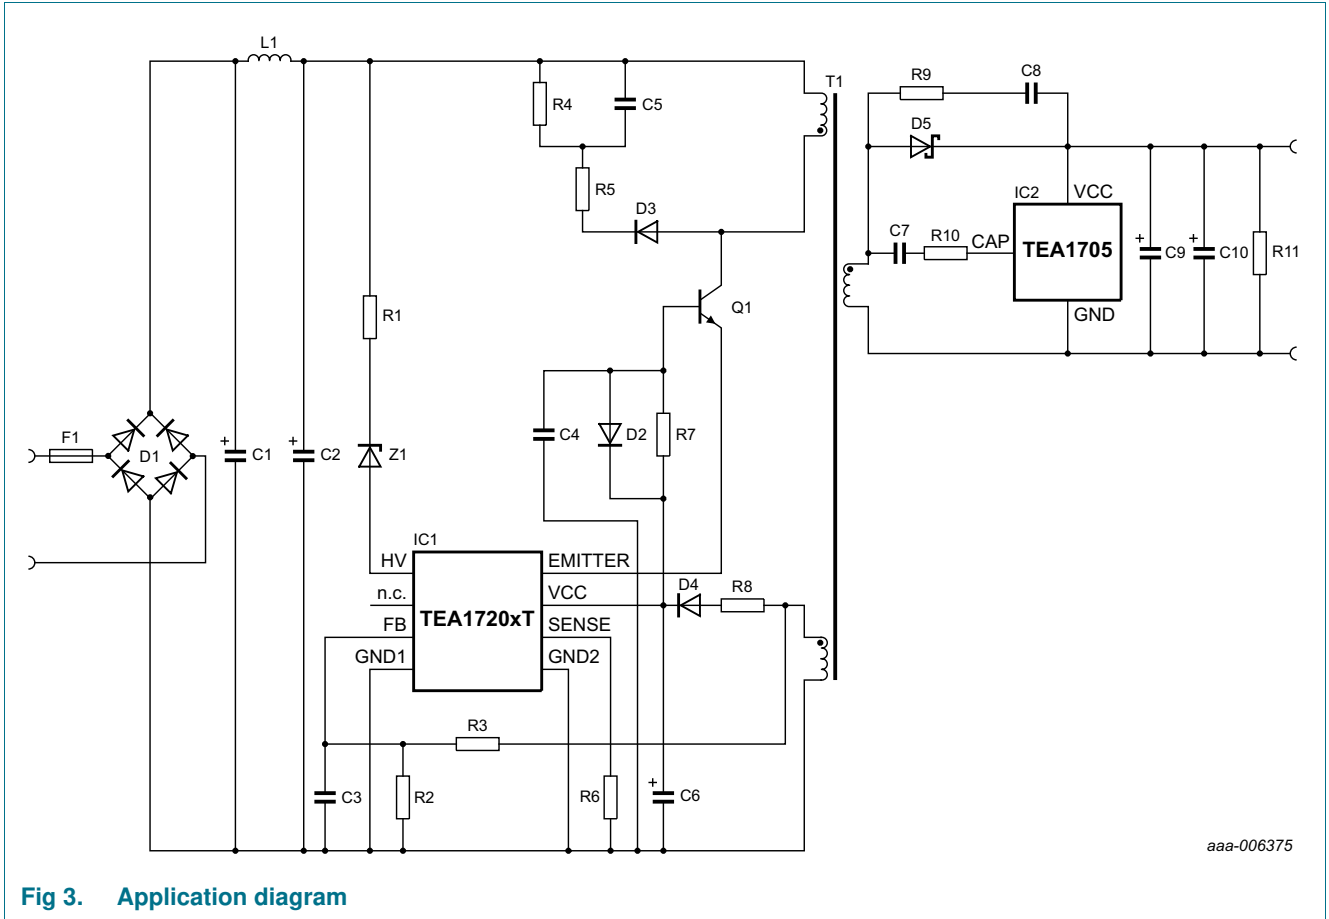 L1
T1
R4
C5
R9
C8
D5
R5
D3
IC2
VCC
C7
R10
CAP
TEA1705
+
C9
+
C10
R11
GND
R1
Q1
F1
D1
+
C1
+
C2
Z1
C4
D2
R7
IC1
HV
EMITTER
n.c.
VCC
D4
R8
TEA1720xT
FB
SENSE
GND1
GND2
R3
C3
R2
R6
+
C6
aaa-006375
Fig 3. Application diagram